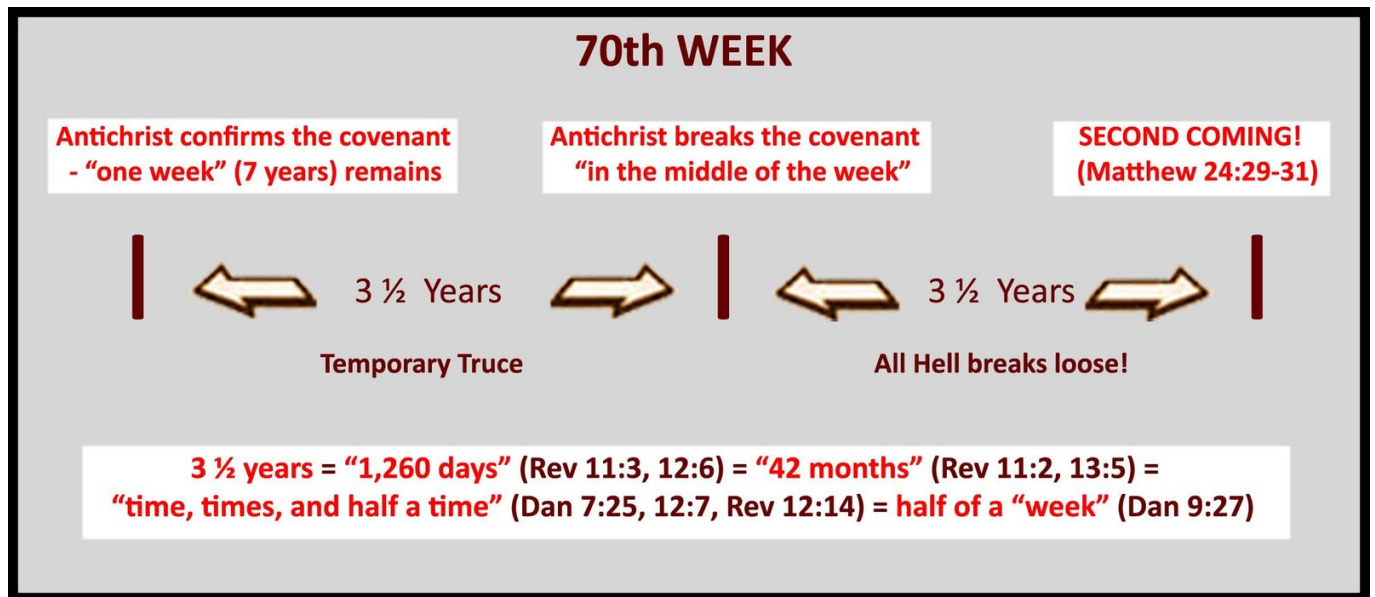 70th WEEK
Antichrist confirms the covenant
- “one week” (7 years) remains
Antichrist breaks the covenant
“in the middle of the week”
SECOND COMING!
(Matthew 24:29-31)
3 ½ Years
3 ½ Years
Temporary Truce
All Hell breaks loose!
3 ½ years = “1,260 days” (Rev 11:3, 12:6) = “42 months” (Rev 11:2, 13:5) =
“time, times, and half a time” (Dan 7:25, 12:7, Rev 12:14) = half of a “week” (Dan 9:27)